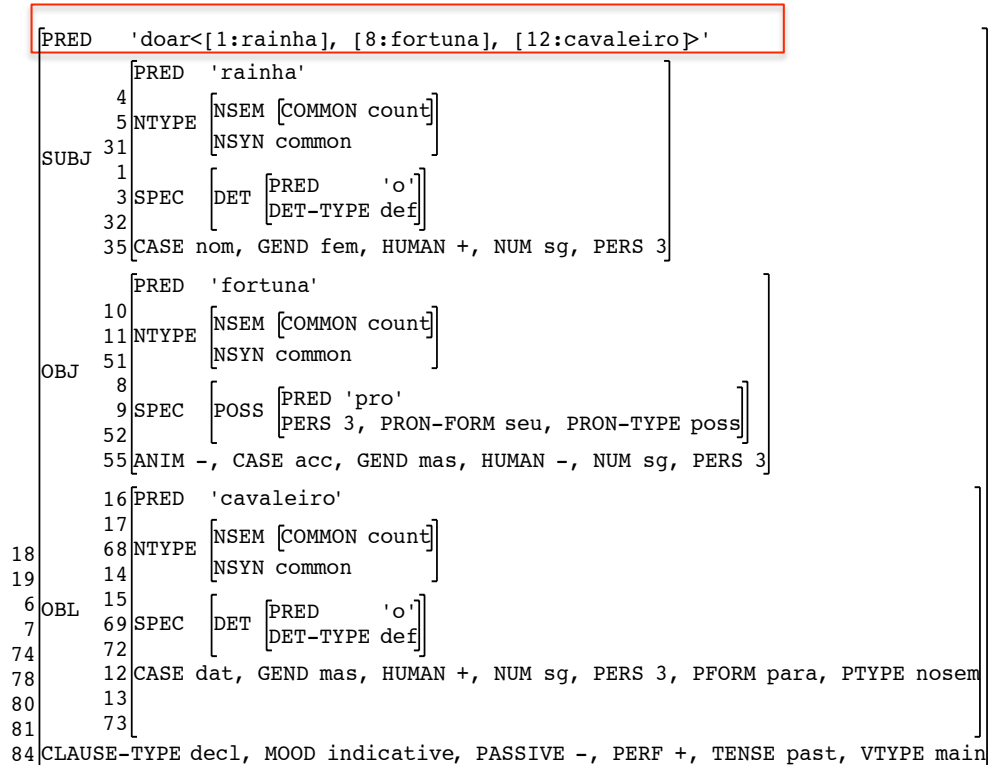 PRED 'doar<[1:rainha], [8:fortuna], [12:cavaleiro]>'
PRED 'rainha'
4
5 NTYPE NSEM [COMMON count]
31 NSYN common
SUBJ
1
3 SPEC DET PRED 'o'
DET-TYPE def
32
35 CASE nom, GEND fem, HUMAN +, NUM sg, PERS 3
PRED 'fortuna'
10
11 NTYPE NSEM [COMMON count]
51 NSYN common
OBJ
8
9 SPEC POSS PRED 'pro'
PERS 3, PRON-FORM seu, PRON-TYPE poss
52
55 ANIM -, CASE acc, GEND mas, HUMAN -, NUM sg, PERS 3
16 PRED 'cavaleiro'
17
18 68 NTYPE NSEM [COMMON count]
19 14 NSYN common
6 OBL 15
7 69 SPEC DET PRED 'o'
DET-TYPE def
74 72
78 12 CASE dat, GEND mas, HUMAN +, NUM sg, PERS 3, PFORM para, PTYPE nosem
80 13
81 73
84 CLAUSE-TYPE decl, MOOD indicative, PASSIVE -, PERF +, TENSE past, VTYPE main